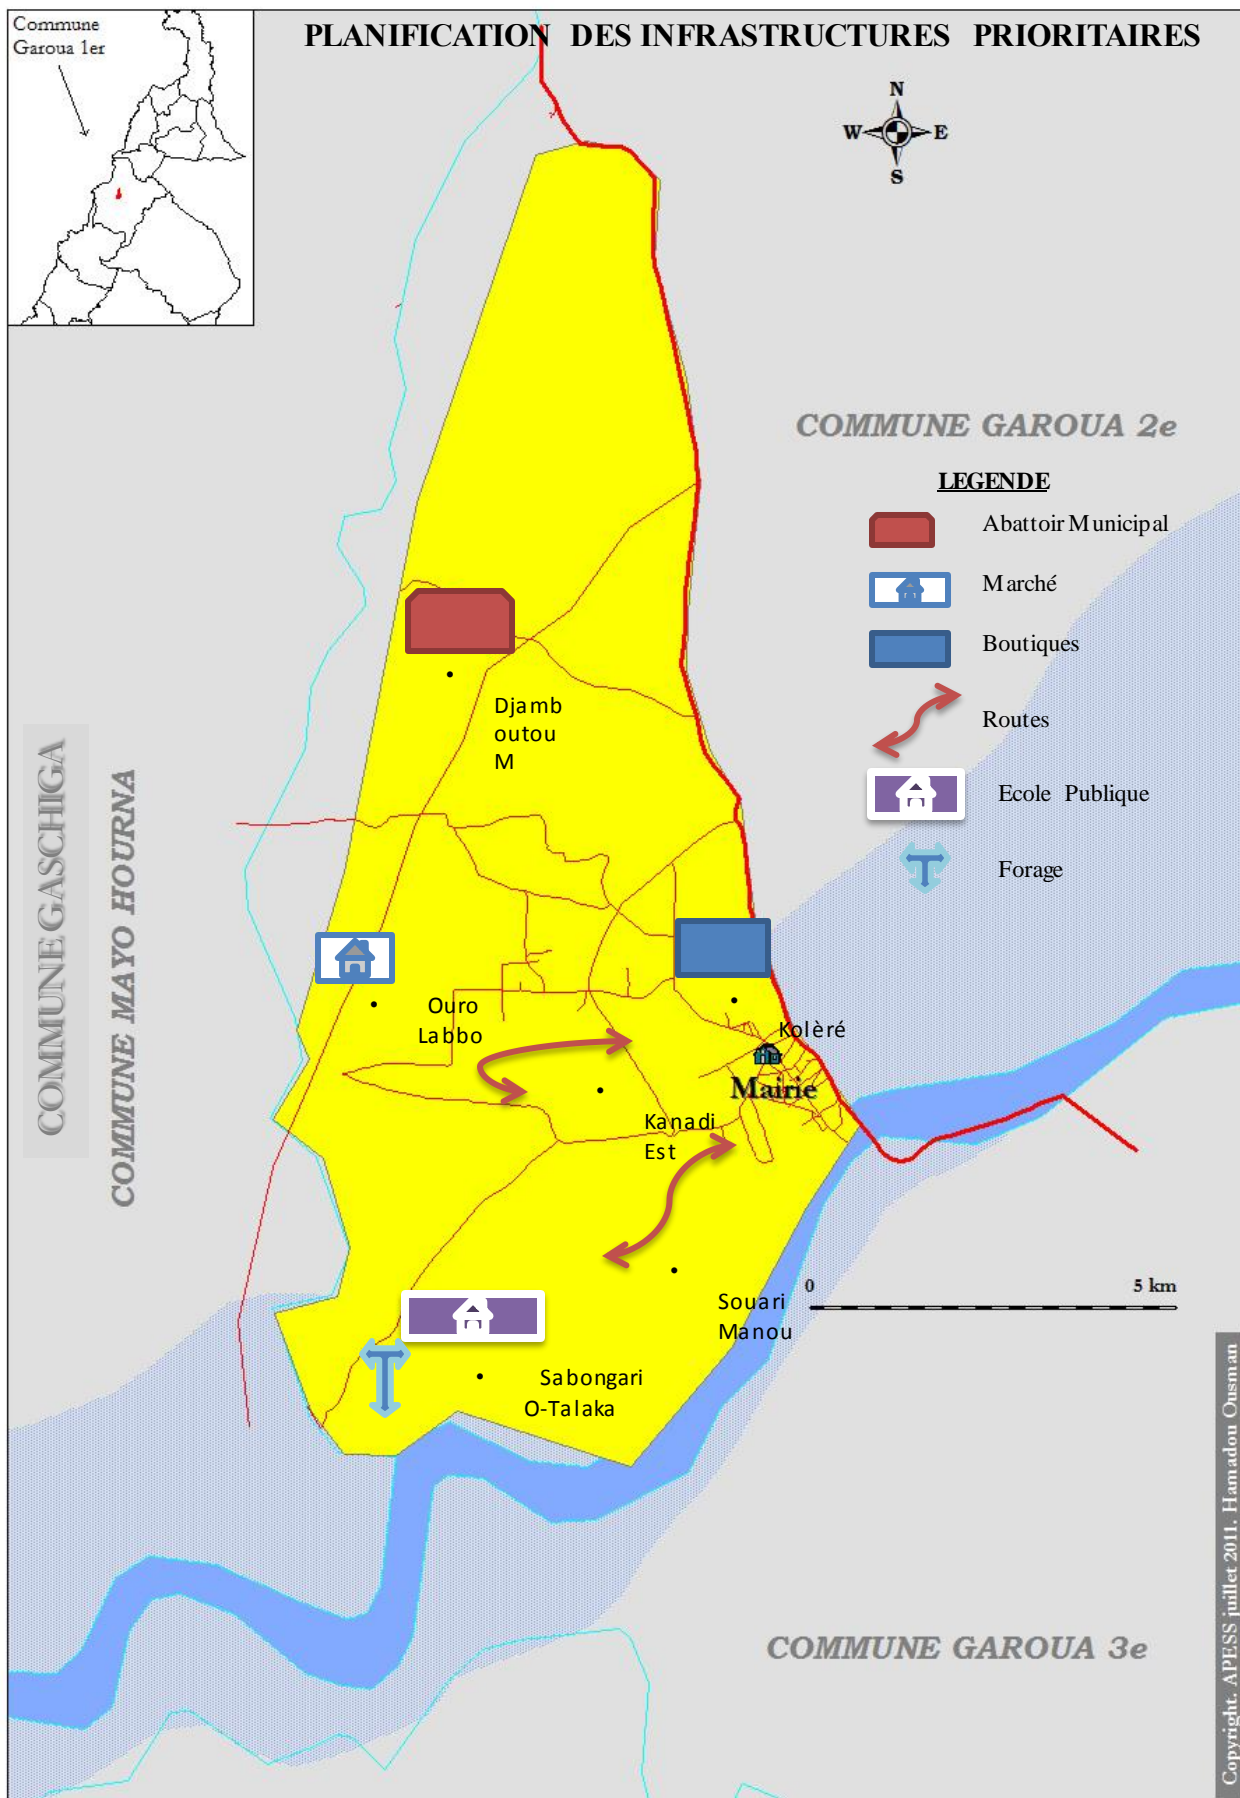 Commune
Garoua 1er
PLANIFICATION DES INFRASTRUCTURES PRIORITAIRES
N
W E
S
COMMUNE GAROUA 2e
LEGENDE
Abattoir Municipal
Marché
Boutiques
Routes
Ecole Publique
Forage
Djamb
outou
M
COMMUNE GASCHIGA
COMMUNE MAYO HOURNA
Ouro
Labbo
Kolèré
Mairie
Kanadi
Est
0 5 km
Souari
Manou
Sabongari
O-Talaka
COMMUNE GAROUA 3e
Copyright. APESS juillet 2011. Hamadou Ousman